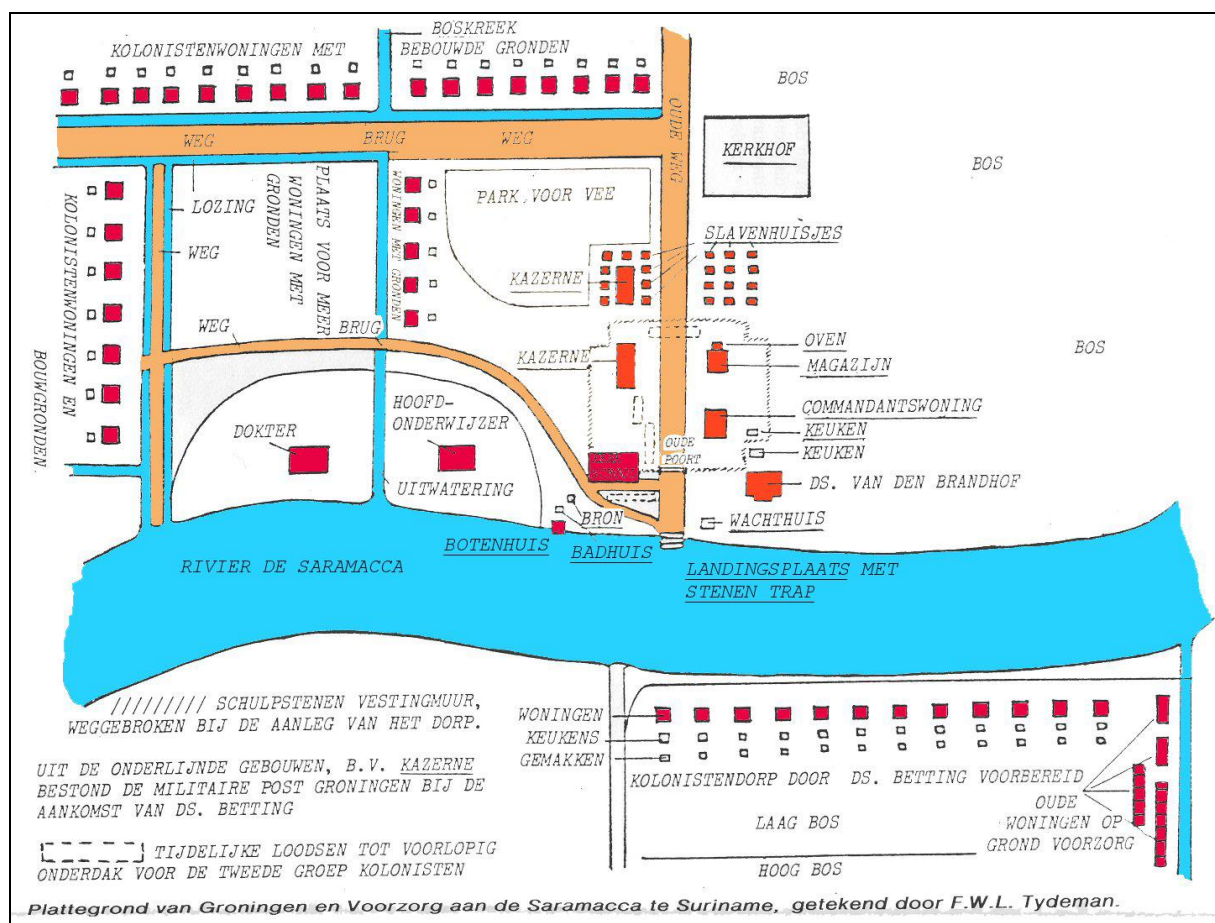 KOLONISTENWONINGEN MET
BOSKREEK
BEBOUWDE GRONDEN
BOS
WEG
BRUG
WEG
OUDE WEG
KERKHOF
BOS
LOZING
WEG
KOLONISTENWONINGEN EN
BOUWGRONDEN
PLAATS VOOR MEER
WONINGEN MET
GRONDEN
WONINGEN MET GRONDEN
PARK VOOR VEE
SLAVENHUISJES
KAZERNE
WEG
BRUG
KAZERNE
OVEN
MAGAZIJN
BOS
COMMANDANTSWONING
KEUKEN
KEUKEN
HOOFD-
ONDERWIJZER
DOKTER
OUDE
POORT
UITWATERING
DS. VAN DEN BRANDHOF
BRON
WACHTHUIS
BOTENHUIS
BADHUIS
RIVIER DE SARAMACCA
LANDINGSPLAATS MET
STENEN TRAP
///////// SCHULPSTENEN VESTINGMUUR,
WEGGEBROKEN BIJ DE AANLEG VAN HET DORP.
UIT DE ONDERLIJNDE GEBOUWEN, B.V. KAZERNE
BESTOND DE MILITAIRE POST GRONINGEN BIJ DE
AANKOMST VAN DS. BETTING
TIJDELIJKE LOODSEN TOT VOORLOPIG
ONDERDAK VOOR DE TWEEDE GROEP KOLONISTEN
WONINGEN
KEUKENS
GEMAKKEN
KOLONISTENDORP DOOR DS. BETTING VOORBEREID
OUDE
WONINGEN OP
GROND VOORZORG
LAAG BOS
HOOG BOS
Plattegrond van Groningen en Voorzorg aan de Saramacca te Suriname, getekend door F.W.L. Tydeman.